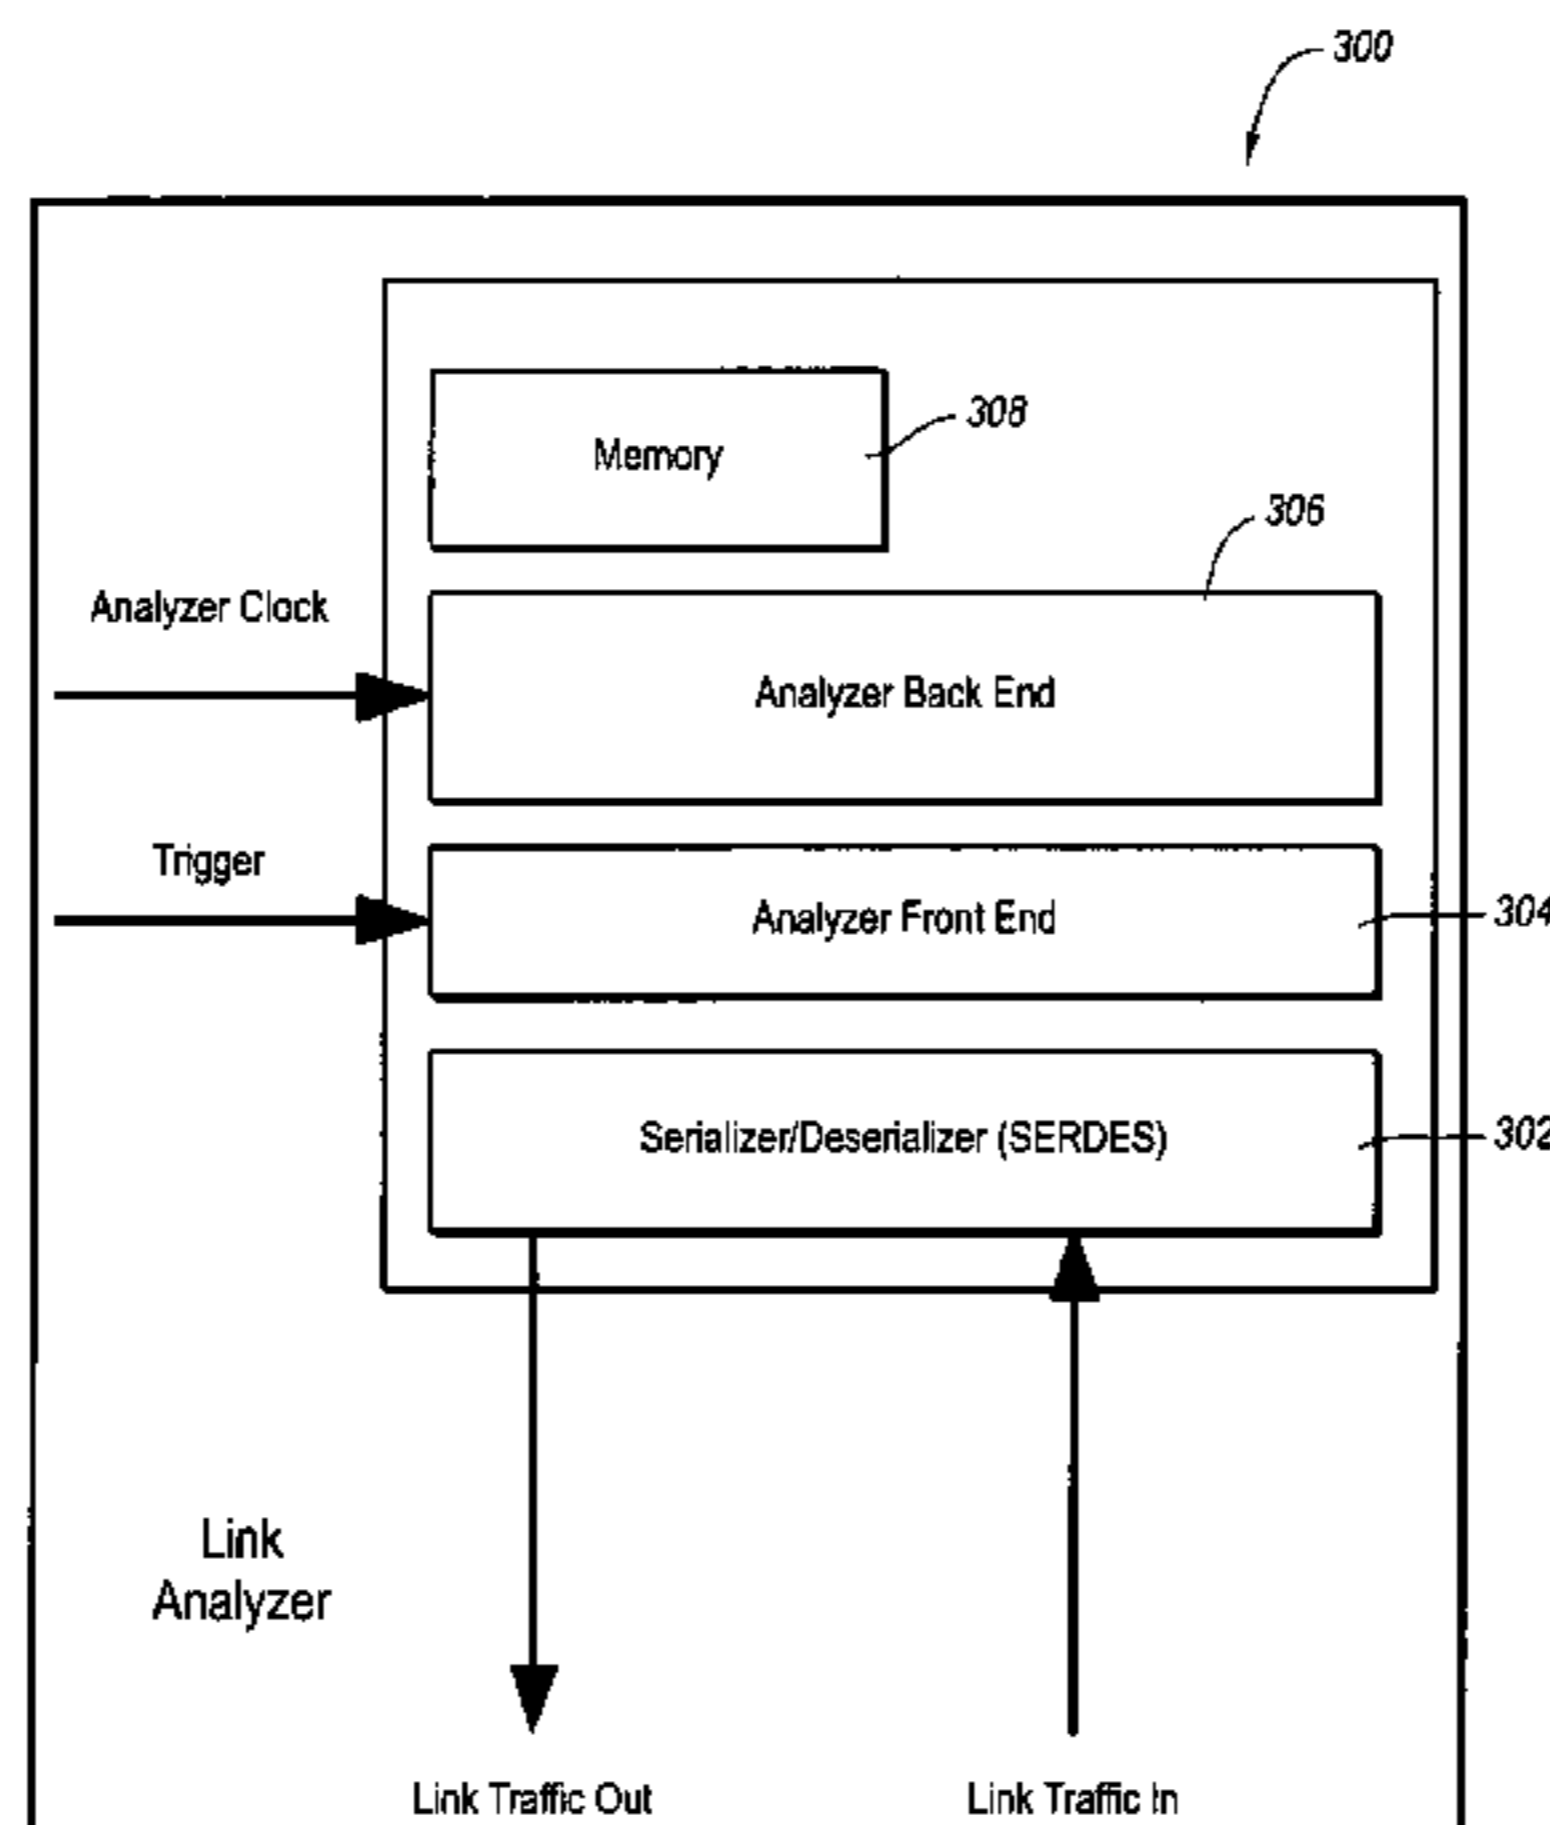 300
Memory
308
306
Analyzer Clock
Analyzer Back End
Trigger
Analyzer Front End
304
Serializer/Deserializer (SERDES)
302
Link
Analyzer
Link Traffic Out
Link Traffic In